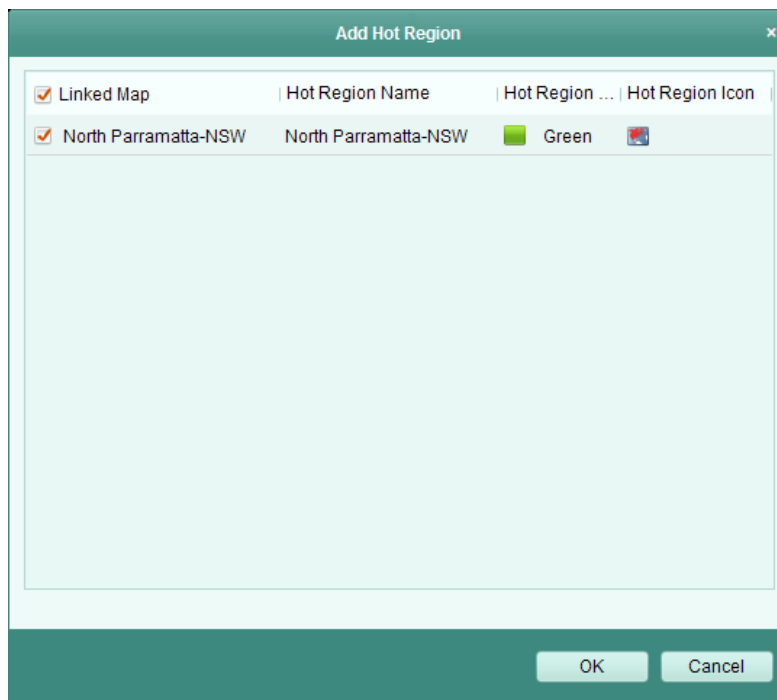 Add Hot Region ×
Linked Map Hot Region Name Hot Region ... Hot Region Icon
North Parramatta-NSW North Parramatta-NSW Green
OK Cancel